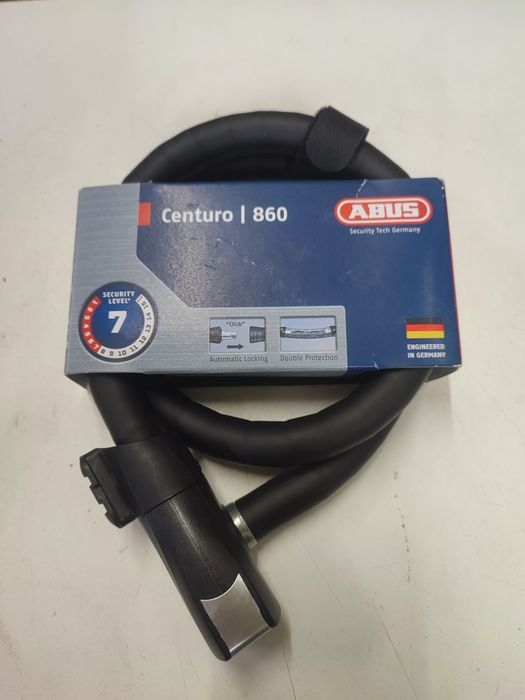 Centuro | 860
ABUS
Security Tech Germany
SECURITY
LEVEL*
7
1 2 3 4 5 6 7 8 9 10 11 12 13 14 15
"Click"
Automatic Locking
Double Protection
ENGINEERED
IN GERMANY